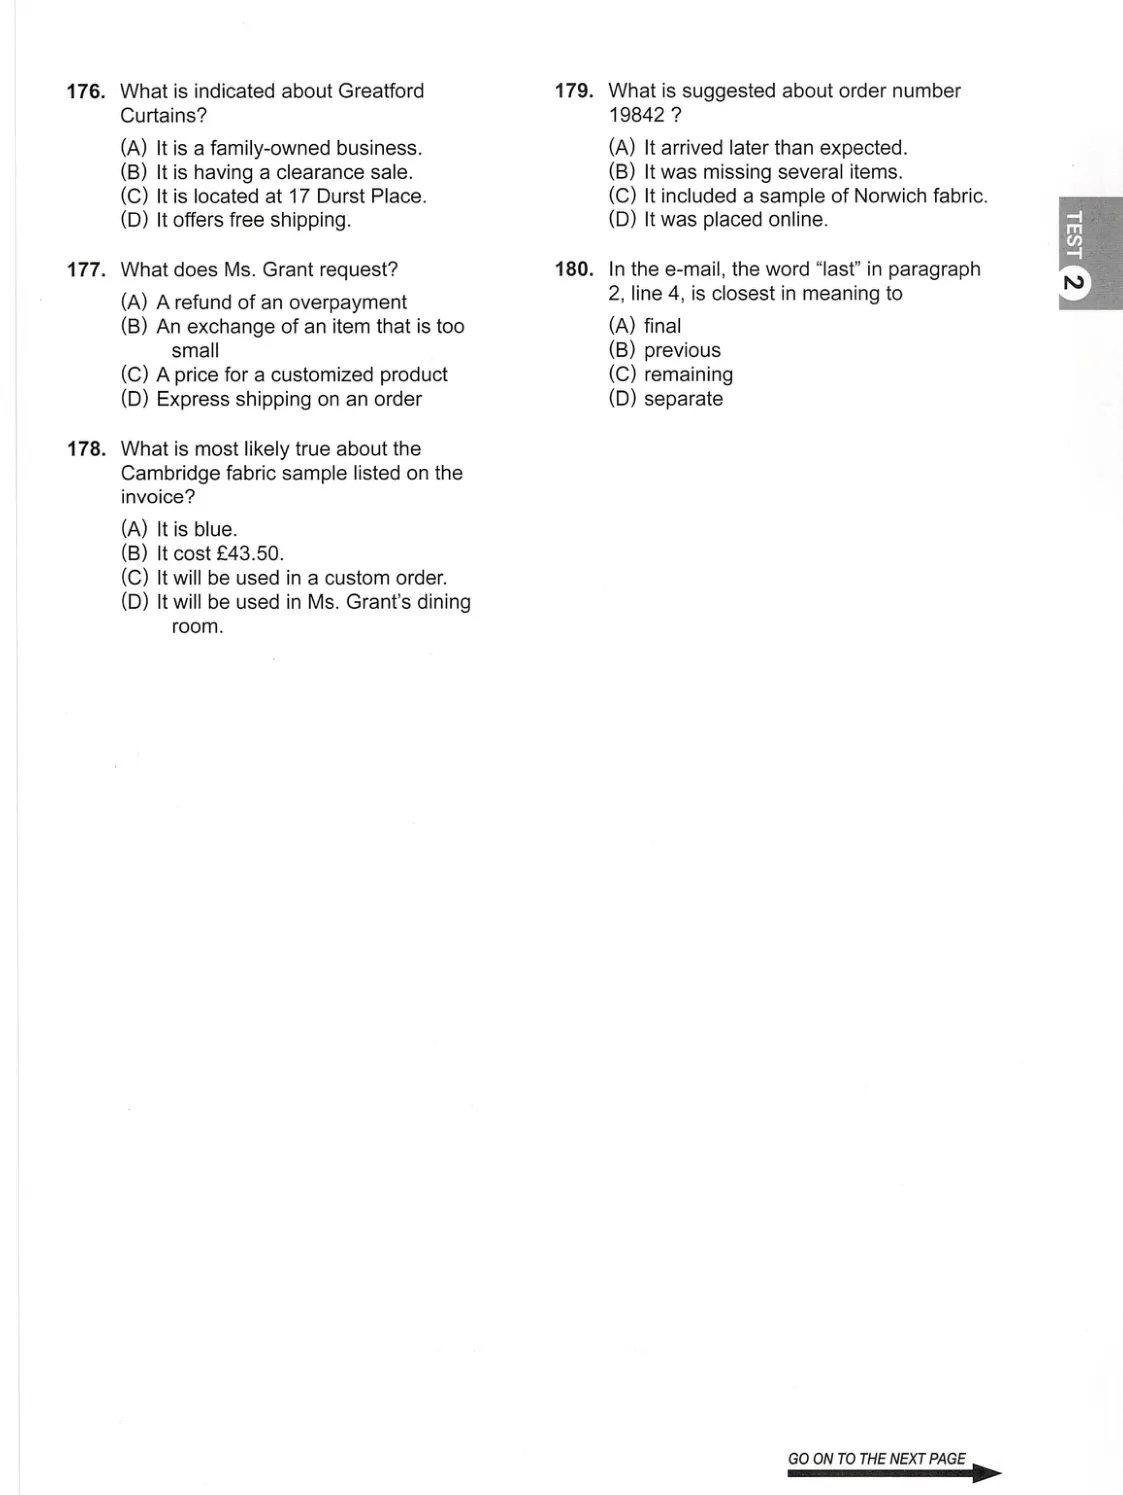 176. What is indicated about Greatford
Curtains?
(A) It is a family-owned business.
(B) It is having a clearance sale.
(C) It is located at 17 Durst Place.
(D) It offers free shipping.
177. What does Ms. Grant request?
(A) A refund of an overpayment
(B) An exchange of an item that is too
small
(C) A price for a customized product
(D) Express shipping on an order
178. What is most likely true about the
Cambridge fabric sample listed on the
invoice?
(A) It is blue.
(B) It cost £43.50.
(C) It will be used in a custom order.
(D) It will be used in Ms. Grant's dining
room.
179. What is suggested about order number
19842 ?
(A) It arrived later than expected.
(B) It was missing several items.
(C) It included a sample of Norwich fabric.
(D) It was placed online.
180. In the e-mail, the word “last” in paragraph
2, line 4, is closest in meaning to
(A) final
(B) previous
(C) remaining
(D) separate
TEST 2
GO ON TO THE NEXT PAGE